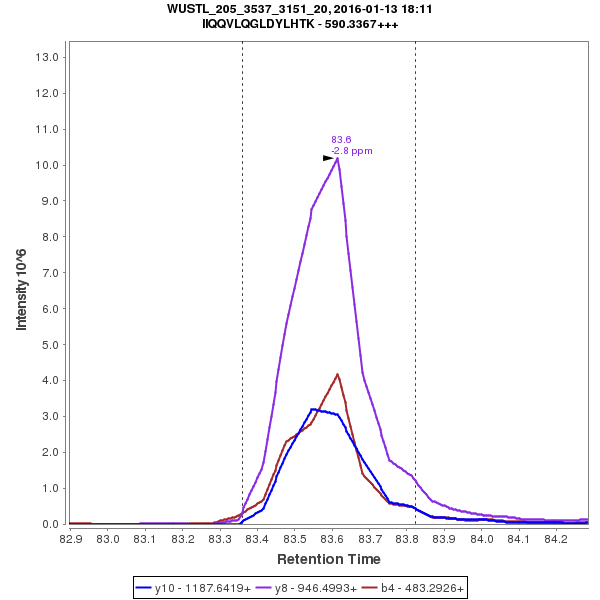 WUSTL_205_3537_3151_20, 2016-01-13 18:11
IIQQVLQGLDYLHTK - 590.3367+++
13.0
12.0
11.0
10.0
9.0
8.0
7.0
6.0
5.0
4.0
3.0
2.0
1.0
0.0
Intensity 10^6
83.6
-2.8 ppm
82.9 83.0 83.1 83.2 83.3 83.4 83.5 83.6 83.7 83.8 83.9 84.0 84.1 84.2
Retention Time
y10 - 1187.6419+ y8 - 946.4993+ b4 - 483.2926+